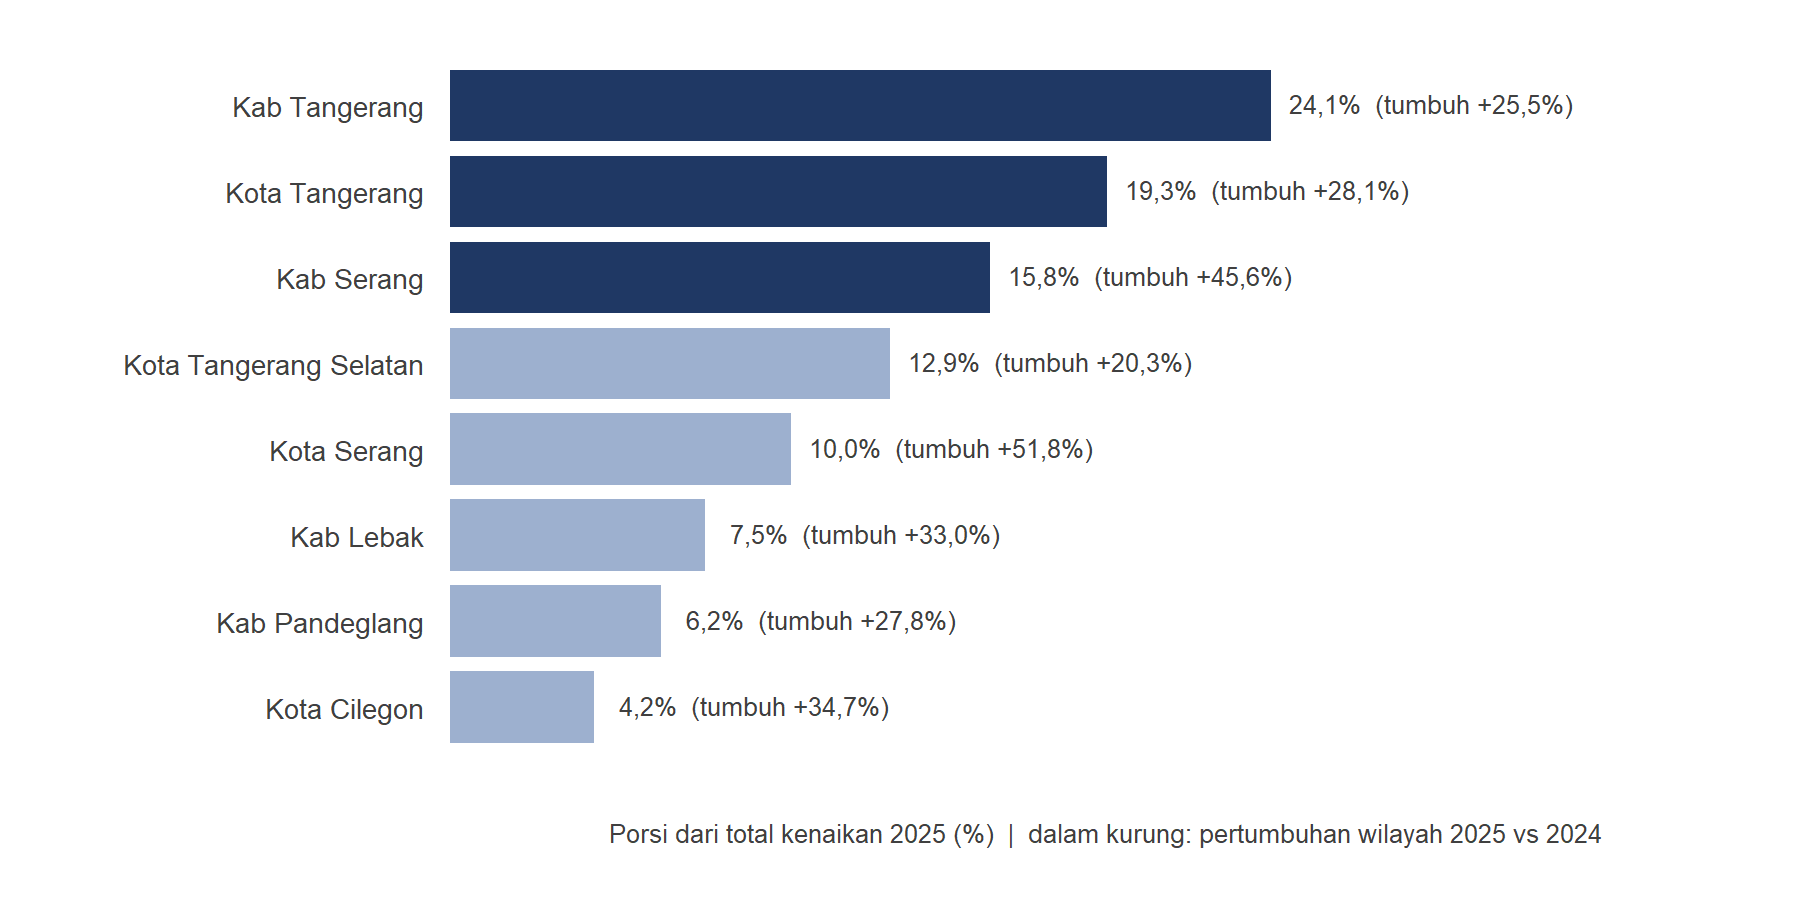 Kab Tangerang 24,1% (tumbuh +25,5%)
Kota Tangerang 19,3% (tumbuh +28,1%)
Kab Serang 15,8% (tumbuh +45,6%)
Kota Tangerang Selatan 12,9% (tumbuh +20,3%)
Kota Serang 10,0% (tumbuh +51,8%)
Kab Lebak 7,5% (tumbuh +33,0%)
Kab Pandeglang 6,2% (tumbuh +27,8%)
Kota Cilegon 4,2% (tumbuh +34,7%)
Porsi dari total kenaikan 2025 (%) | dalam kurung: pertumbuhan wilayah 2025 vs 2024